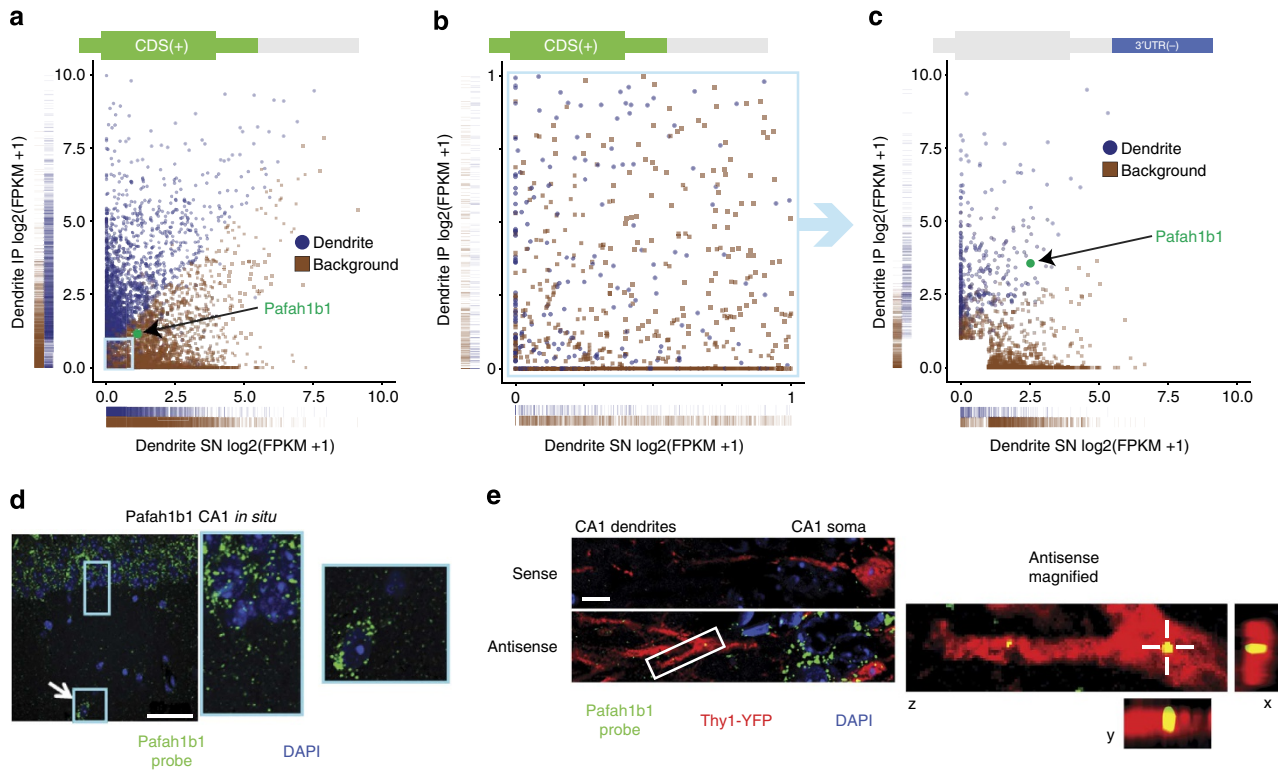 a
CDS(+)
Dendrite IP log2(FPKM +1)
10.0
7.5
5.0
2.5
0.0
Dendrite
Background
Pafah1b1
0.0 2.5 5.0 7.5 10.0
Dendrite SN log2(FPKM +1)
b
CDS(+)
Dendrite IP log2(FPKM +1)
1
0
0 1
Dendrite SN log2(FPKM +1)
c
3′UTR(−)
Dendrite IP log2(FPKM +1)
10.0
7.5
5.0
2.5
0.0
Dendrite
Background
Pafah1b1
0.0 2.5 5.0 7.5 10.0
Dendrite SN log2(FPKM +1)
d
Pafah1b1 CA1 in situ
Pafah1b1
probe
DAPI
e
CA1 dendrites CA1 soma
Sense
Antisense
Pafah1b1
probe
Thy1-YFP
DAPI
Antisense
magnified
z
x
y